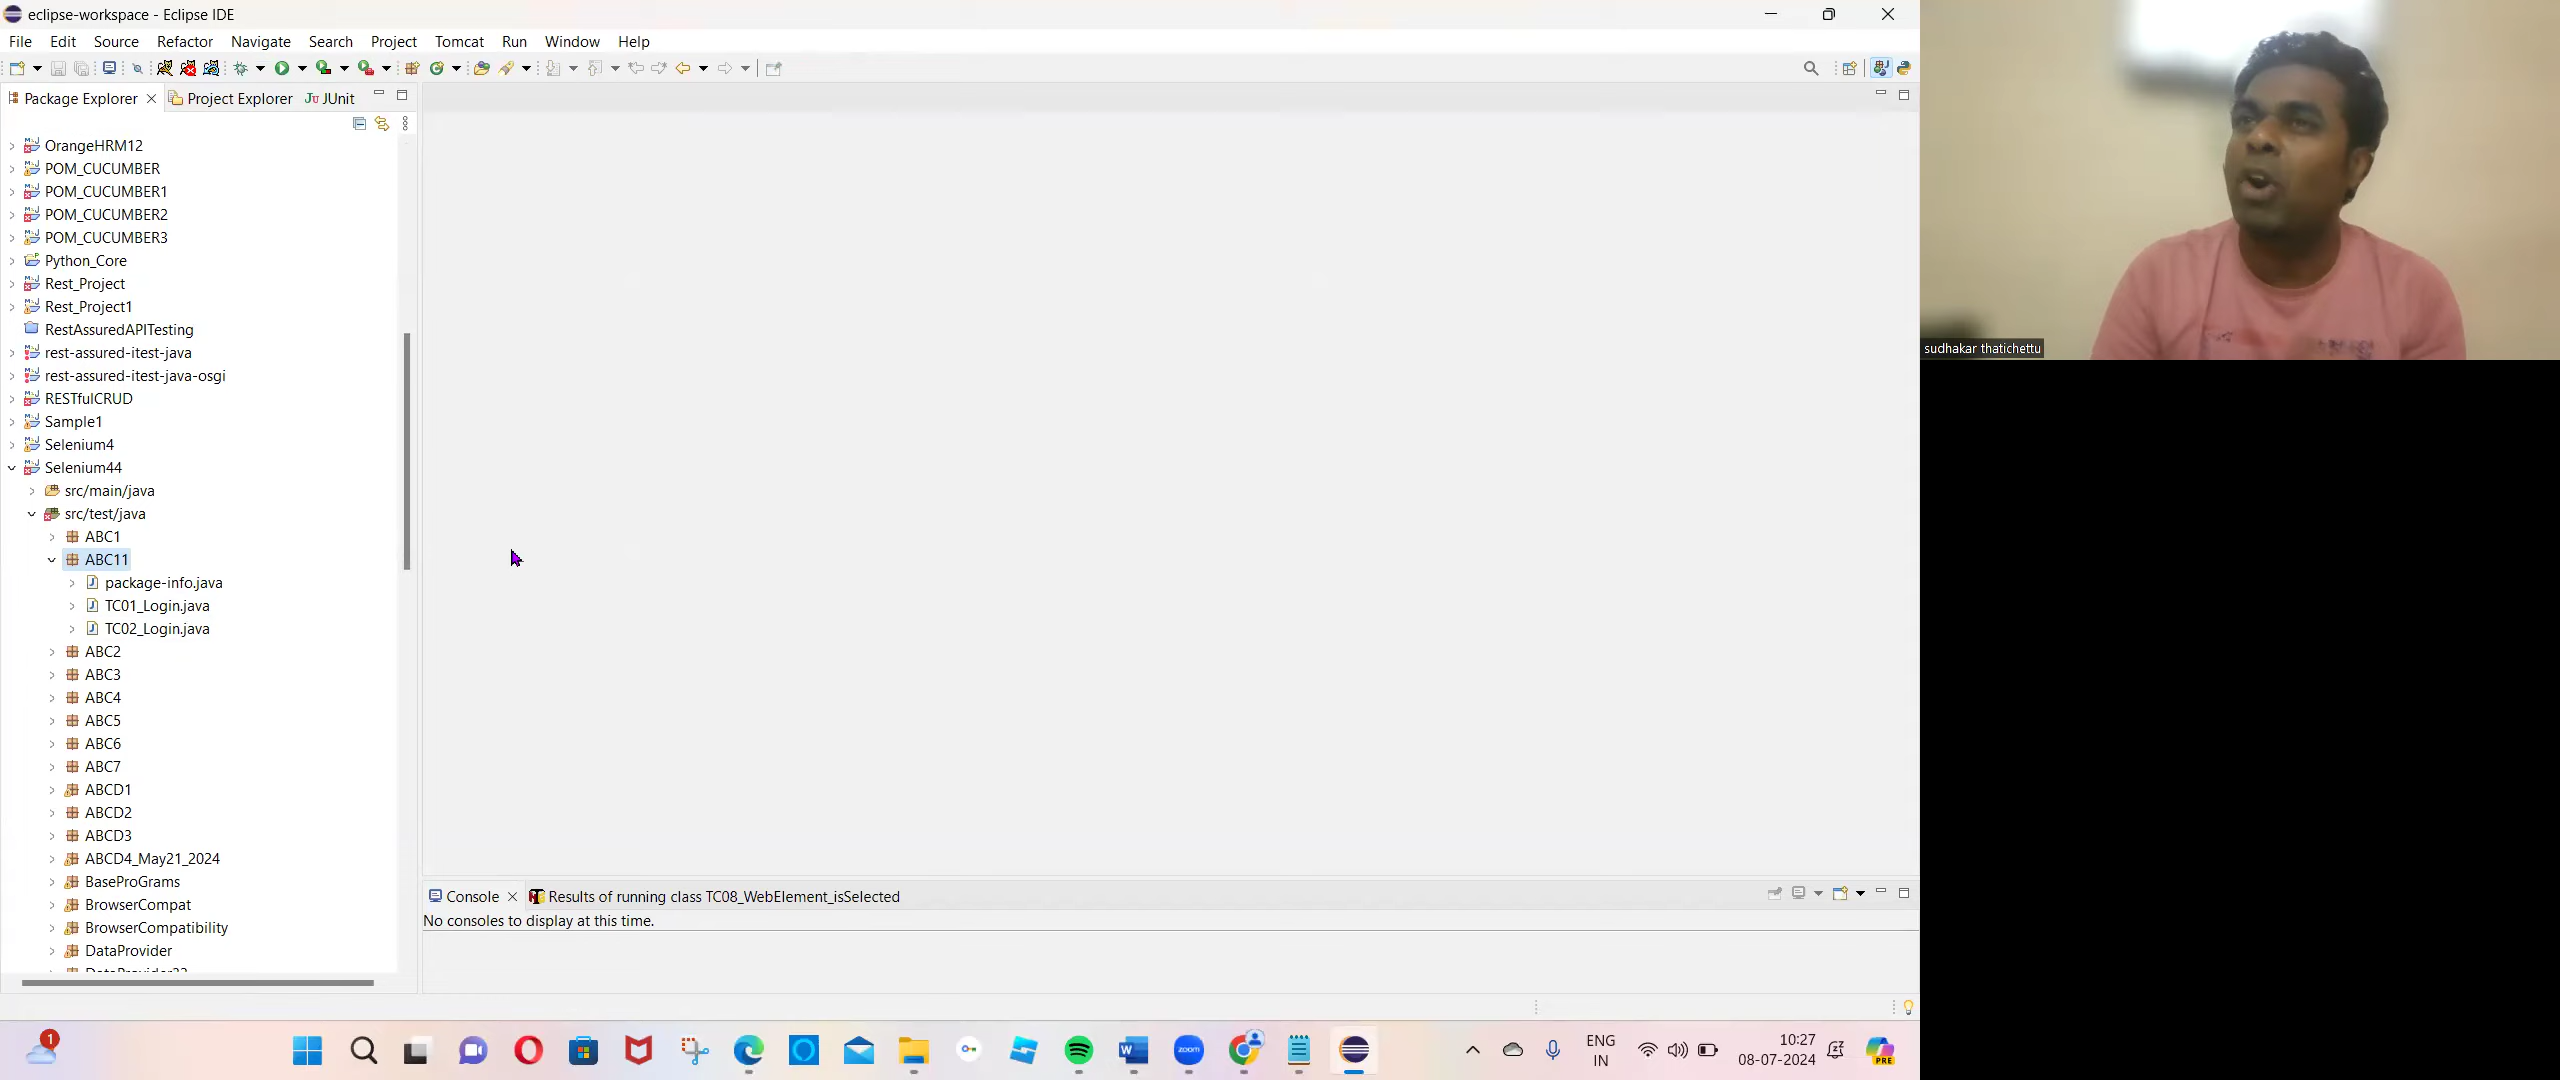 eclipse-workspace - Eclipse IDE
File Edit Source Refactor Navigate Search Project Tomcat Run Window Help
Package Explorer Project Explorer JUnit
OrangeHRM12
POM_CUCUMBER
POM_CUCUMBER1
POM_CUCUMBER2
POM_CUCUMBER3
Python_Core
Rest_Project
Rest_Project1
RestAssuredAPITesting
rest-assured-itest-java
rest-assured-itest-java-osgi
RESTfulCRUD
Sample1
Selenium4
Selenium44
src/main/java
src/test/java
ABC1
ABC11
package-info.java
TC01_Login.java
TC02_Login.java
ABC2
ABC3
ABC4
ABC5
ABC6
ABC7
ABCD1
ABCD2
ABCD3
ABCD4_May21_2024
BaseProGrams
BrowserCompat
BrowserCompatibility
DataProvider
Console Results of running class TC08_WebElement_isSelected
No consoles to display at this time.
sudhakar thatichettu
1
zoom
ENG
IN
10:27
08-07-2024
PRE